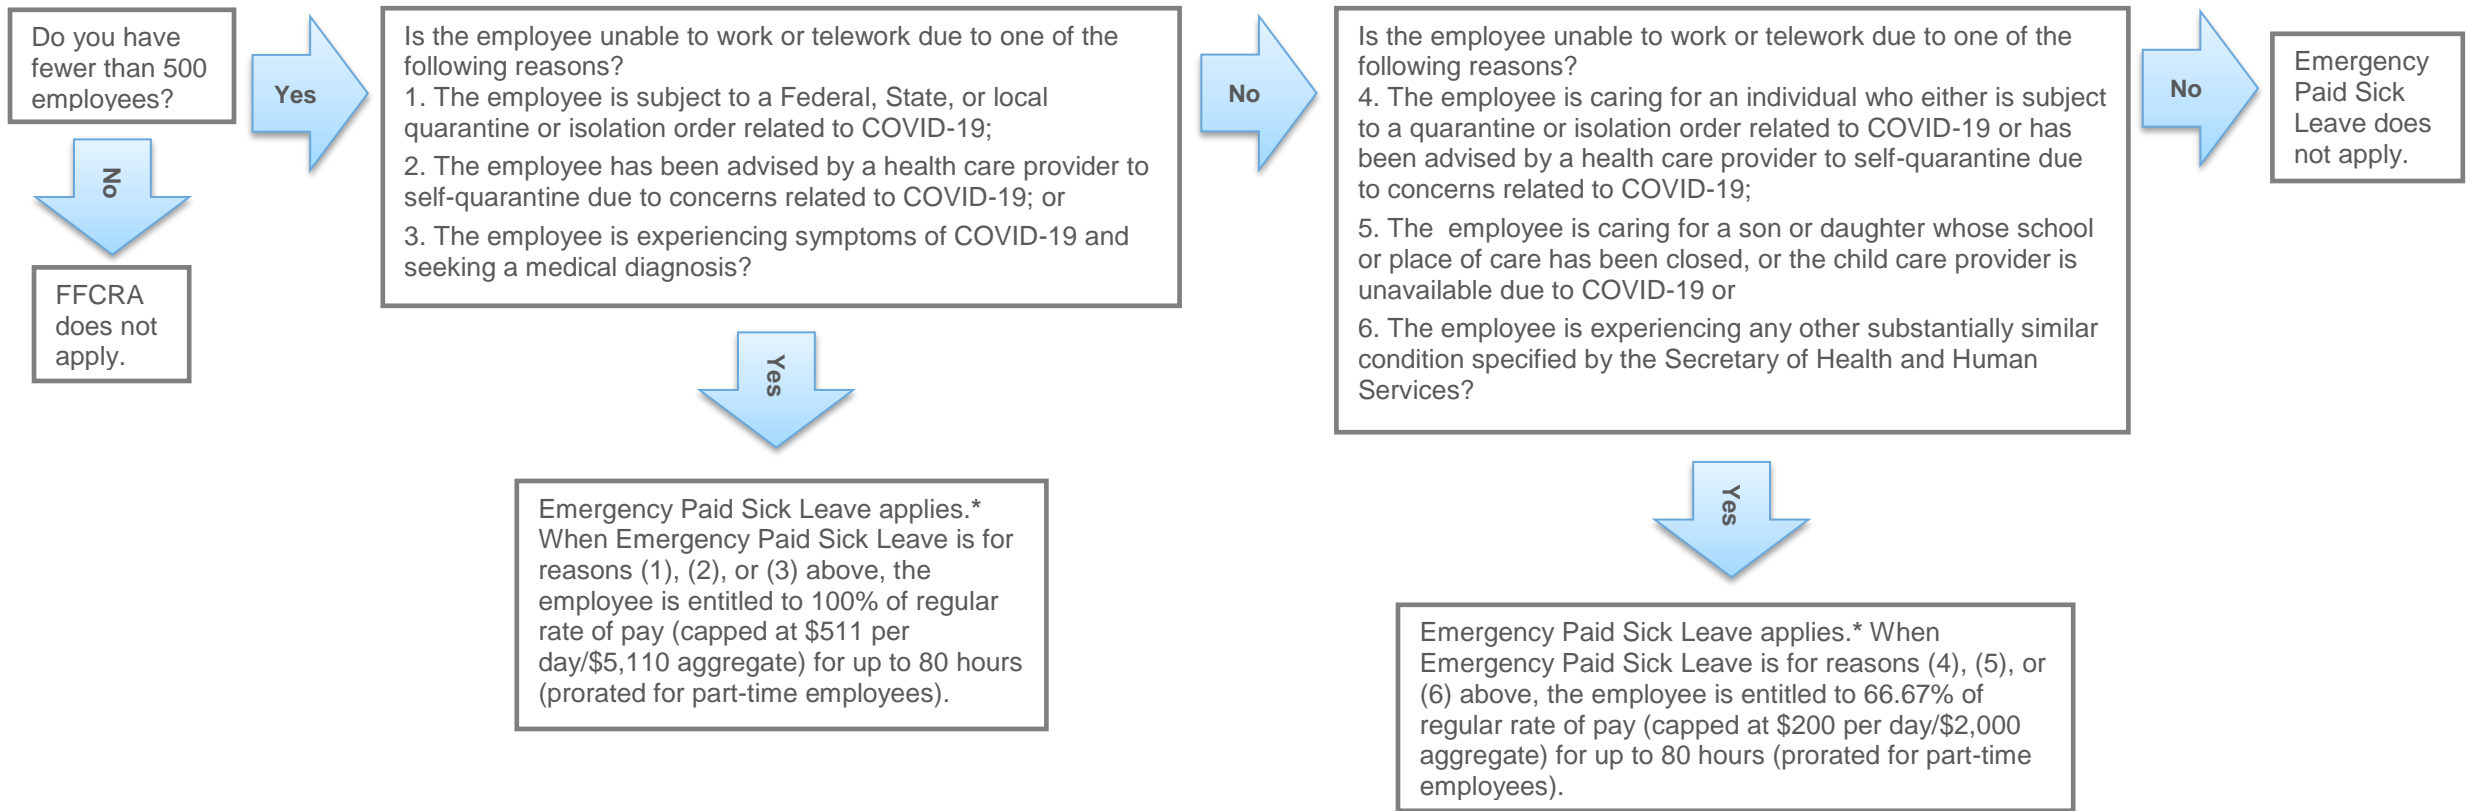 Do you have
fewer than 500
employees?
Yes
No
FFCRA
does not
apply.
Is the employee unable to work or telework due to one of the
following reasons?
1. The employee is subject to a Federal, State, or local
quarantine or isolation order related to COVID-19;
2. The employee has been advised by a health care provider to
self-quarantine due to concerns related to COVID-19; or
3. The employee is experiencing symptoms of COVID-19 and
seeking a medical diagnosis?
Yes
Emergency Paid Sick Leave applies.*
When Emergency Paid Sick Leave is for
reasons (1), (2), or (3) above, the
employee is entitled to 100% of regular
rate of pay (capped at $511 per
day/$5,110 aggregate) for up to 80 hours
(prorated for part-time employees).
No
Is the employee unable to work or telework due to one of the
following reasons?
4. The employee is caring for an individual who either is subject
to a quarantine or isolation order related to COVID-19 or has
been advised by a health care provider to self-quarantine due
to concerns related to COVID-19;
5. The  employee is caring for a son or daughter whose school
or place of care has been closed, or the child care provider is
unavailable due to COVID-19 or
6. The employee is experiencing any other substantially similar
condition specified by the Secretary of Health and Human
Services?
Yes
Emergency Paid Sick Leave applies.* When
Emergency Paid Sick Leave is for reasons (4), (5), or
(6) above, the employee is entitled to 66.67% of
regular rate of pay (capped at $200 per day/$2,000
aggregate) for up to 80 hours (prorated for part-time
employees).
No
Emergency
Paid Sick
Leave does
not apply.